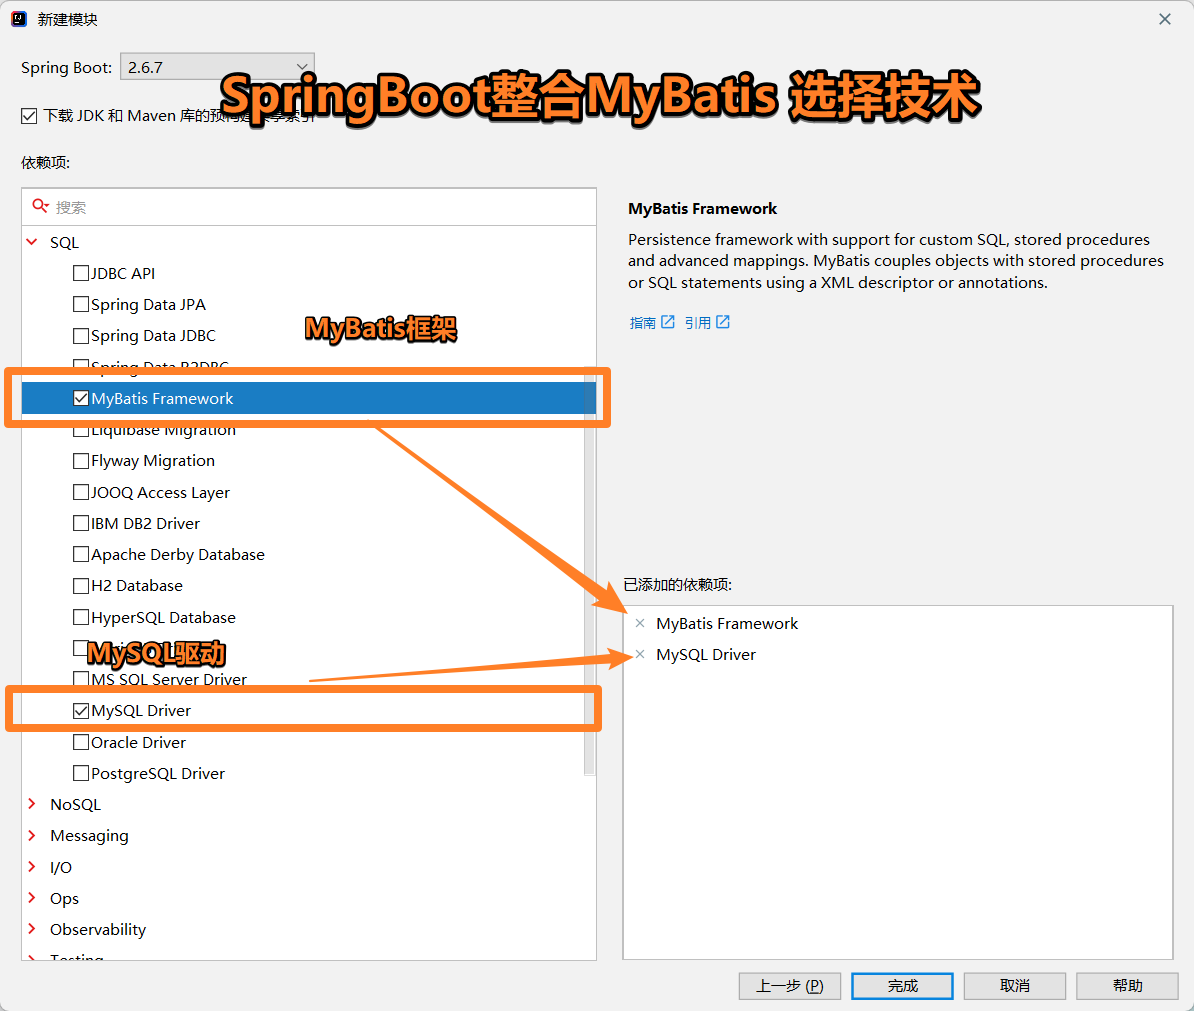 新建模块
Spring Boot:
2.6.7
SpringBoot整合MyBatis 选择技术
下载 JDK 和 Maven 库的预构建共享索引
依赖项:
搜索
SQL
JDBC API
Spring Data JPA
Spring Data JDBC
MyBatis框架
Spring Data R2DBC
MyBatis Framework
Liquibase Migration
Flyway Migration
JOOQ Access Layer
IBM DB2 Driver
Apache Derby Database
H2 Database
HyperSQL Database
MySQL驱动
MS SQL Server Driver
MySQL Driver
Oracle Driver
PostgreSQL Driver
NoSQL
Messaging
I/O
Ops
Observability
Testing
MyBatis Framework
Persistence framework with support for custom SQL, stored procedures
and advanced mappings. MyBatis couples objects with stored procedures
or SQL statements using a XML descriptor or annotations.
指南 引用
已添加的依赖项:
MyBatis Framework
MySQL Driver
上一步 (P)
完成
取消
帮助